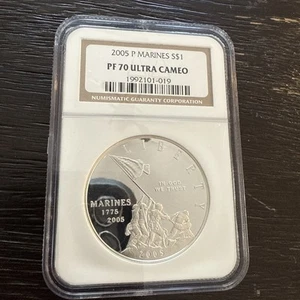 2005 P MARINES S$1
PF 70 ULTRA CAMEO
1992101-019
NUMISMATIC GUARANTY CORPORATION
LIBERTY
IN GOD
WE TRUST
MARINES
1775
2005
2005